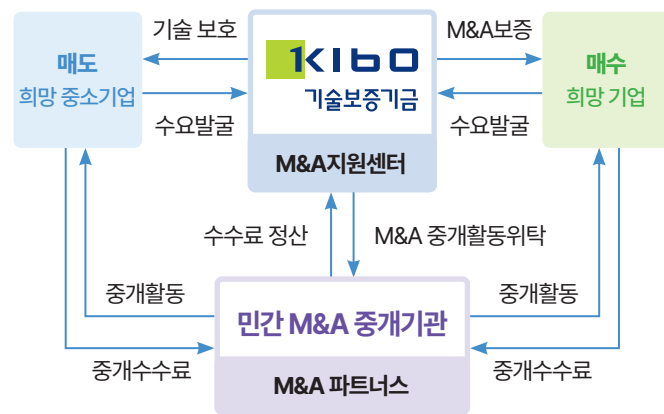 기술 보호
M&A보증
매도
희망 중소기업
KIBO
기술보증기금
매수
희망 기업
수요발굴
수요발굴
M&A지원센터
수수료 정산
M&A 중개활동위탁
중개활동
민간 M&A 중개기관
중개활동
중개수수료
M&A 파트너스
중개수수료